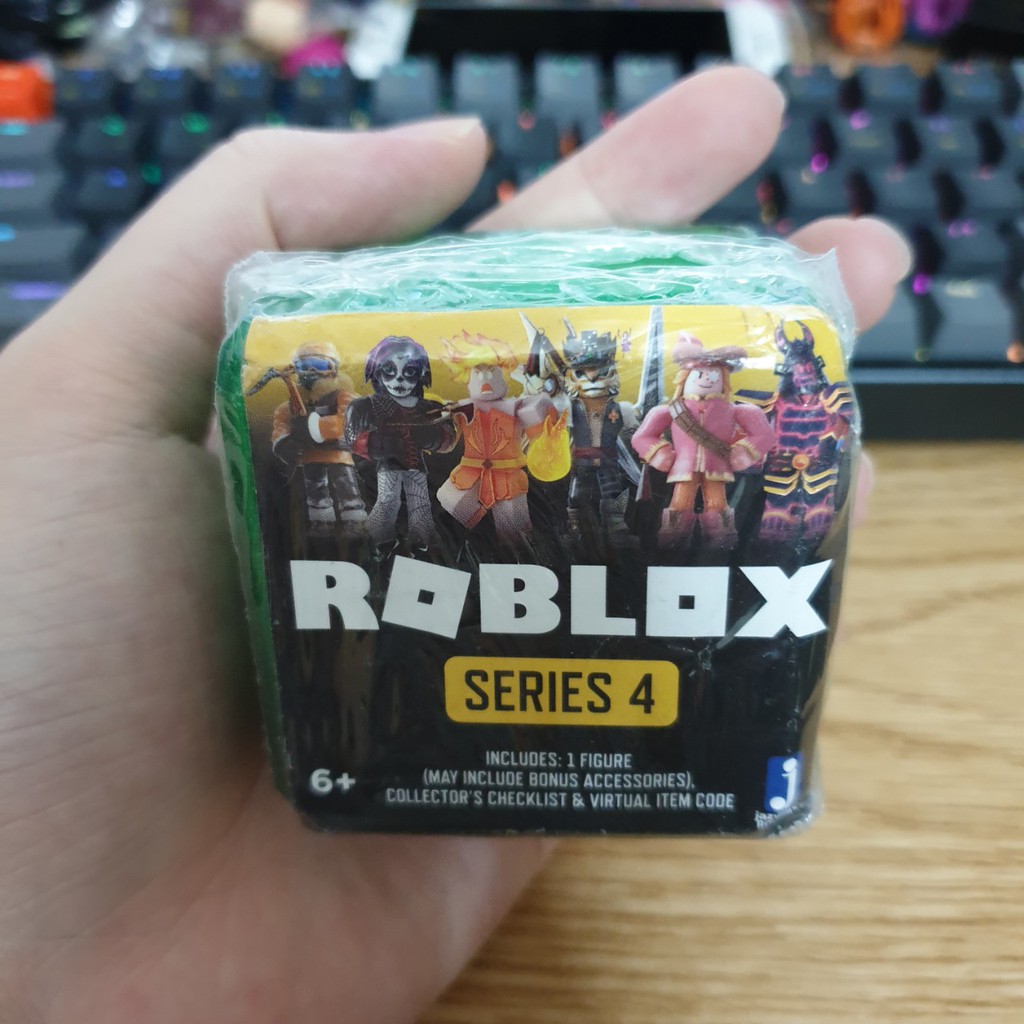 ROBLOX
SERIES 4
INCLUDES: 1 FIGURE
(MAY INCLUDE BONUS ACCESSORIES),
COLLECTOR'S CHECKLIST & VIRTUAL ITEM CODE
6+
j